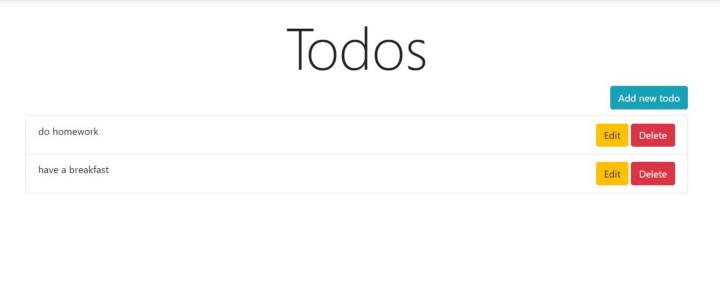 Todos
Add new todo
do homework Edit Delete
have a breakfast Edit Delete